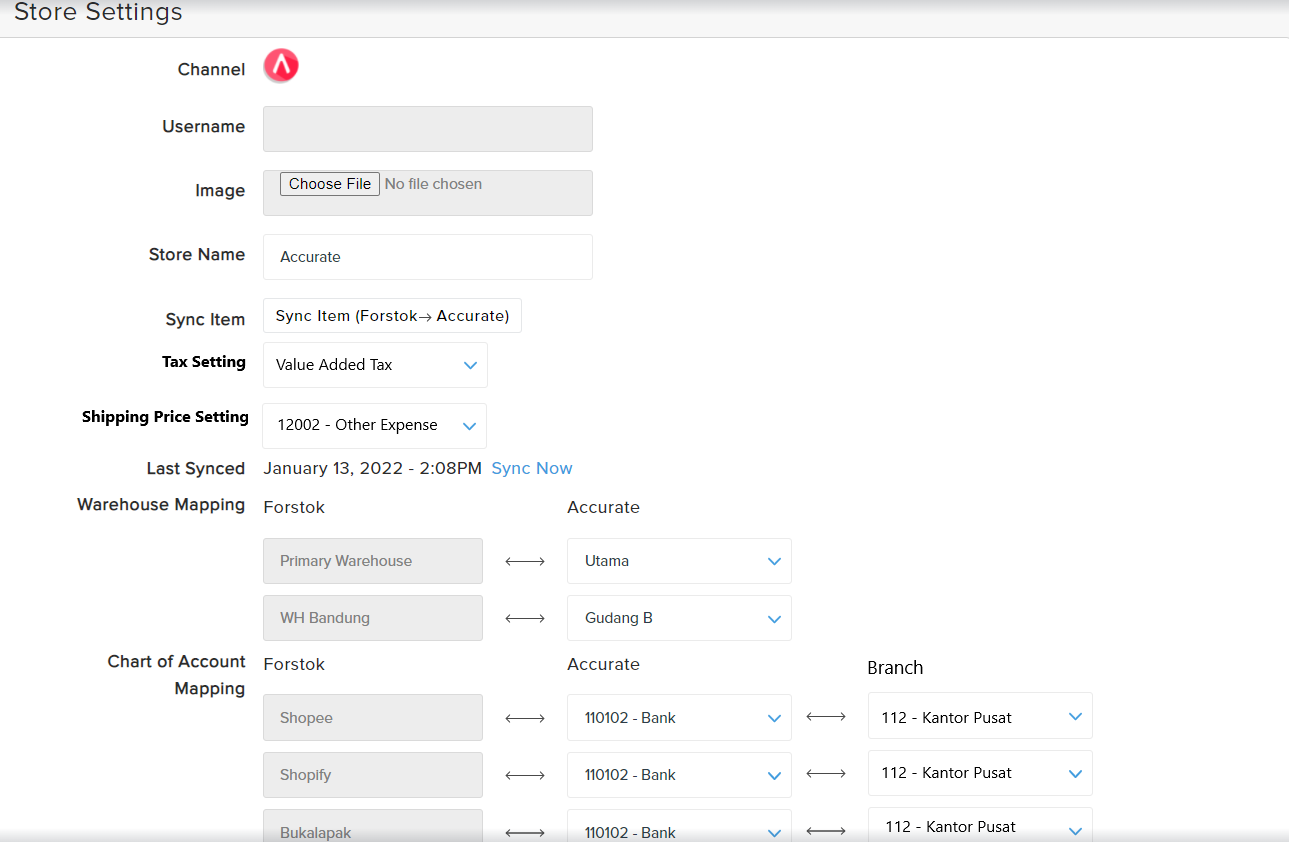 Store Settings
Channel
Username
Image Choose File No file chosen
Store Name Accurate
Sync Item Sync Item (Forstok→ Accurate)
Tax Setting Value Added Tax
Shipping Price Setting 12002 - Other Expense
Last Synced January 13, 2022 - 2:08PM Sync Now
Warehouse Mapping Forstok Accurate
Primary Warehouse Utama
WH Bandung Gudang B
Chart of Account Forstok Accurate Branch
Mapping
Shopee 110102 - Bank 112 - Kantor Pusat
Shopify 110102 - Bank 112 - Kantor Pusat
Bukalapak 110102 - Bank 112 - Kantor Pusat